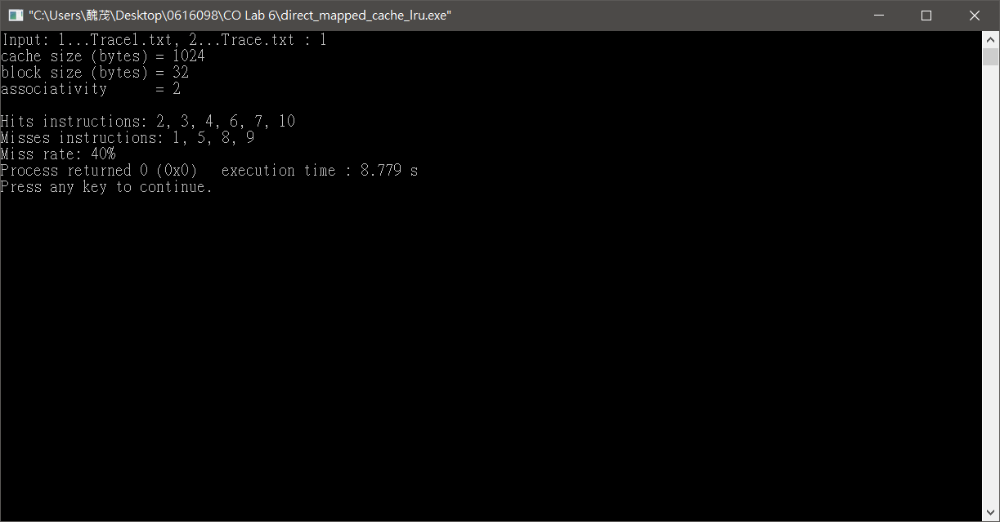 "C:\Users\醜茂\Desktop\0616098\CO Lab 6\direct_mapped_cache_lru.exe"
Input: 1...Trace1.txt, 2...Trace.txt : 1
cache size (bytes) = 1024
block size (bytes) = 32
associativity      = 2
Hits instructions: 2, 3, 4, 6, 7, 10
Misses instructions: 1, 5, 8, 9
Miss rate: 40%
Process returned 0 (0x0)   execution time : 8.779 s
Press any key to continue.